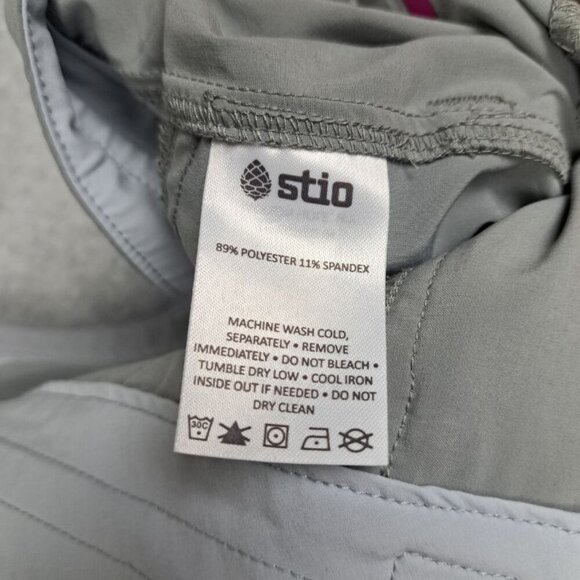 stio
89% POLYESTER 11% SPANDEX
MACHINE WASH COLD,
SEPARATELY • REMOVE
IMMEDIATELY • DO NOT BLEACH •
TUMBLE DRY LOW • COOL IRON
INSIDE OUT IF NEEDED • DO NOT
DRY CLEAN
30C